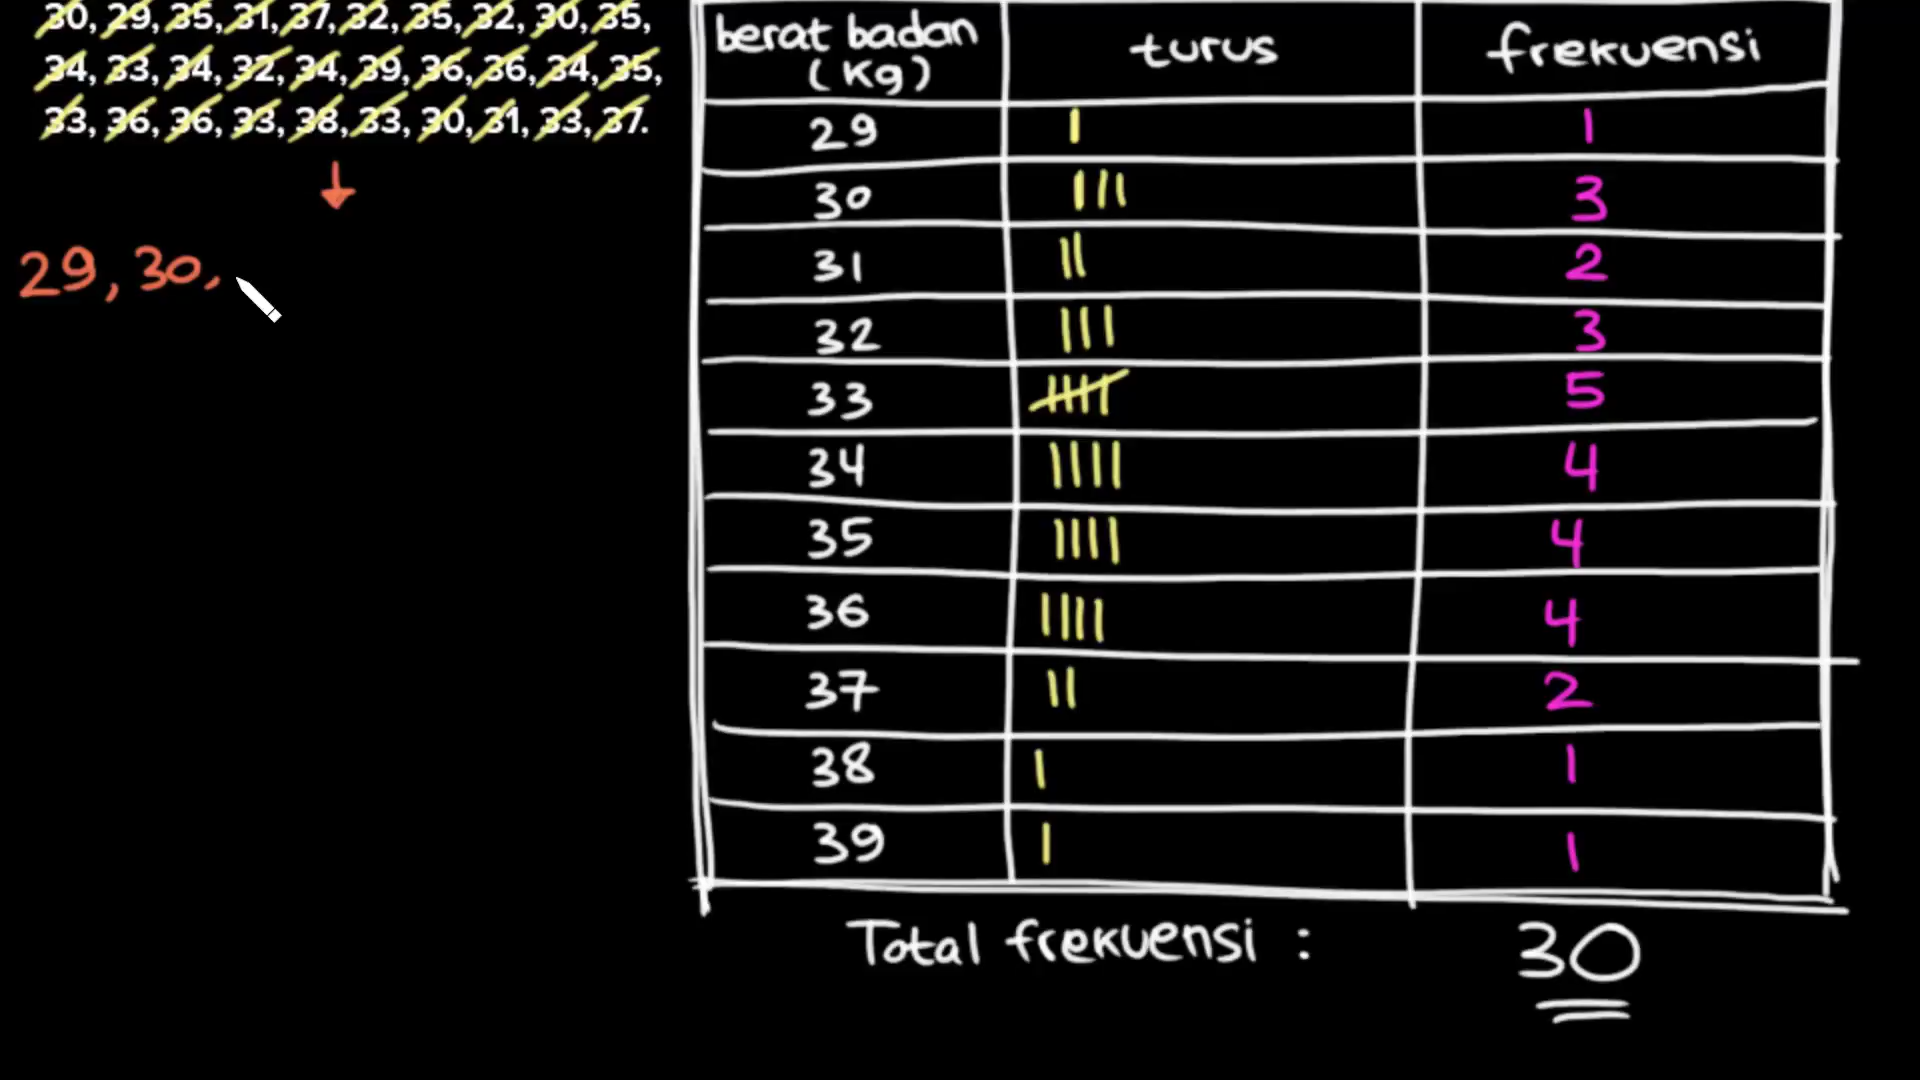 30, 29, 35, 31, 37, 32, 35, 32, 30, 35,
34, 33, 34, 32, 34, 39, 36, 36, 34, 35,
33, 36, 36, 33, 38, 33, 30, 31, 33, 37.
29, 30,
berat badan (Kg) turus frekuensi
29 1
30 3
31 2
32 3
33 5
34 4
35 4
36 4
37 2
38 1
39 1
Total frekuensi : 30